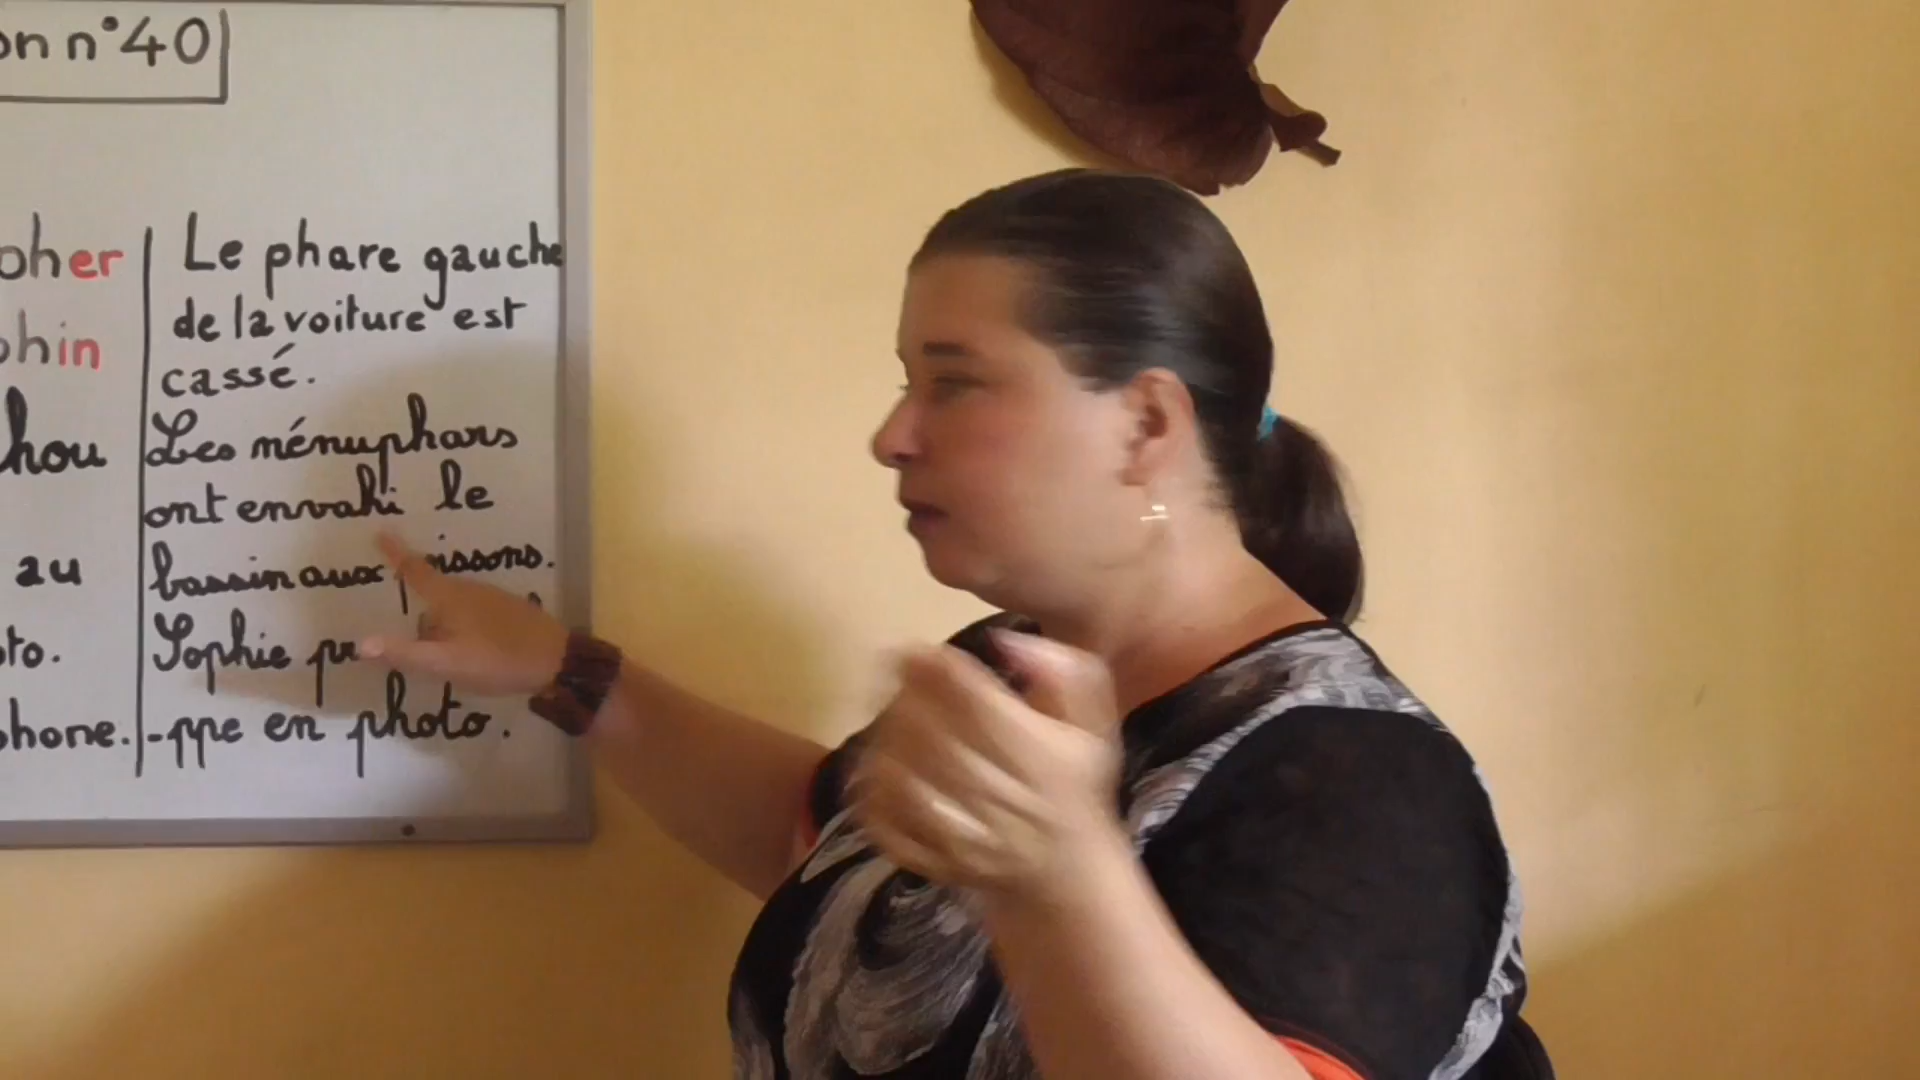 on n°40
pher
phin
hou
au
to.
phone.
Le phare gauche
de la voiture est
cassé.
Les ménuphars
ont envahi le
bassin aux poissons.
Sophie
-ppe en photo.